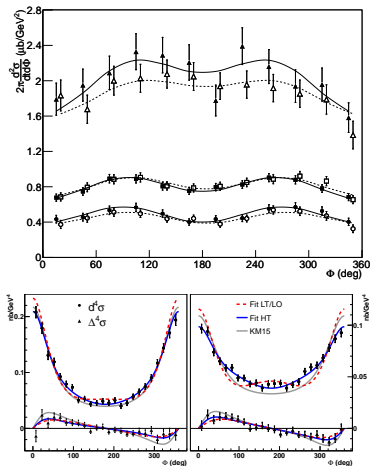 2π d²σ/dtdΦ (μb/GeV²)
2.8
2.4
2
1.6
1.2
0.8
0.4
0 60 120 180 240 300 360
Φ (deg)
nb/GeV⁴
0.2
0.1
0
d⁴σ
Δ⁴σ
0 100 200 300
Φ (deg)
Fit LT/LO
Fit HT
KM15
nb/GeV⁴
0.1
0.05
0
0 100 200 300
Φ (deg)